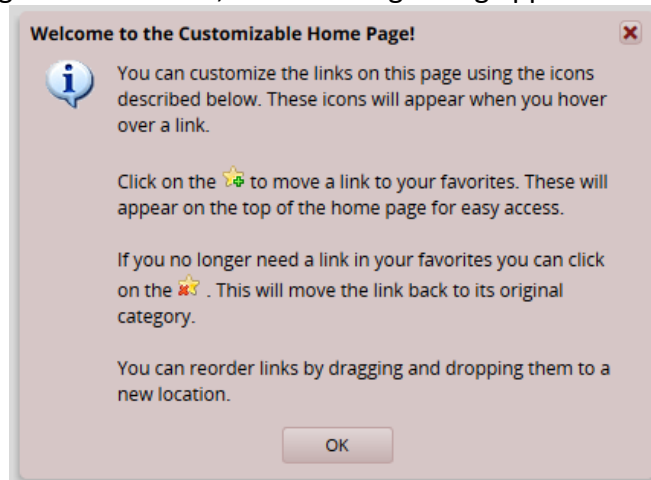 Welcome to the Customizable Home Page!
You can customize the links on this page using the icons
described below. These icons will appear when you hover
over a link.
Click on the to move a link to your favorites. These will
appear on the top of the home page for easy access.
If you no longer need a link in your favorites you can click
on the . This will move the link back to its original
category.
You can reorder links by dragging and dropping them to a
new location.
OK